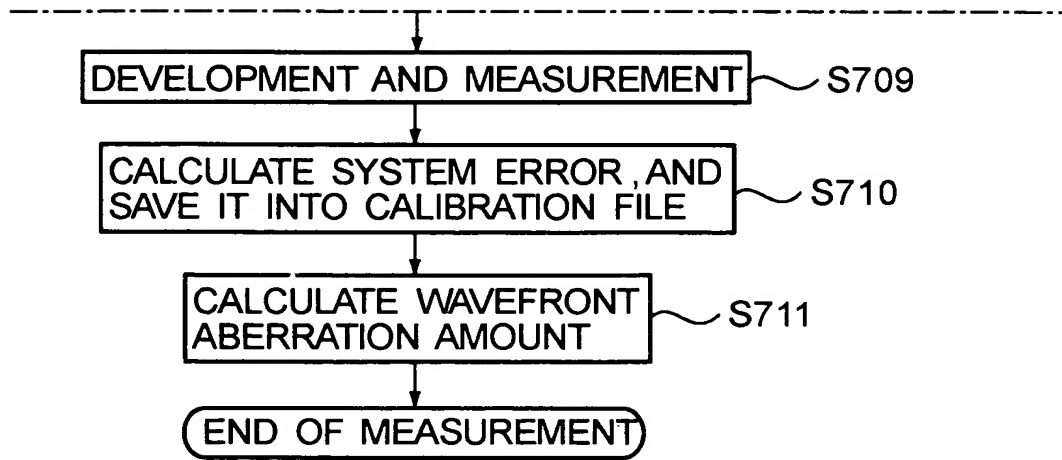 DEVELOPMENT AND MEASUREMENT S709
CALCULATE SYSTEM ERROR, AND
SAVE IT INTO CALIBRATION FILE S710
CALCULATE WAVEFRONT
ABERRATION AMOUNT S711
END OF MEASUREMENT